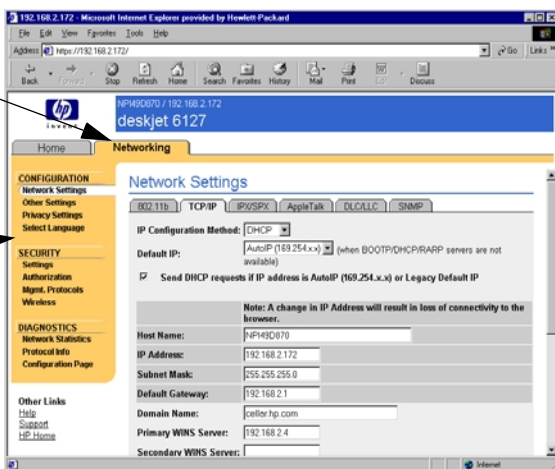 192.168.2.172 - Microsoft Internet Explorer provided by Hewlett-Packard
File Edit View Favorites Tools Help
Address https://192.168.2.172/ Go Links »
Back Forward Stop Refresh Home Search Favorites History Mail Print Edit Discuss
hp
invent
NPI49D870 / 192.168.2.172
deskjet 6127
Home Networking
CONFIGURATION
Network Settings
Other Settings
Privacy Settings
Select Language
SECURITY
Settings
Authorization
Mgmt. Protocols
Wireless
DIAGNOSTICS
Network Statistics
Protocol Info
Configuration Page
Other Links
Help
Support
HP Home
Network Settings
802.11b TCP/IP IPX/SPX AppleTalk DLC/LLC SNMP
IP Configuration Method: DHCP
Default IP: AutoIP (169.254.x.x) (when BOOTP/DHCP/RARP servers are not
available)
Send DHCP requests if IP address is AutoIP (169.254.x.x) or Legacy Default IP
Note: A change in IP Address will result in loss of connectivity to the
browser.
Host Name: NPI49D870
IP Address: 192.168.2.172
Subnet Mask: 255.255.255.0
Default Gateway: 192.168.2.1
Domain Name: celler.hp.com
Primary WINS Server: 192.168.2.4
Secondary WINS Server:
Internet